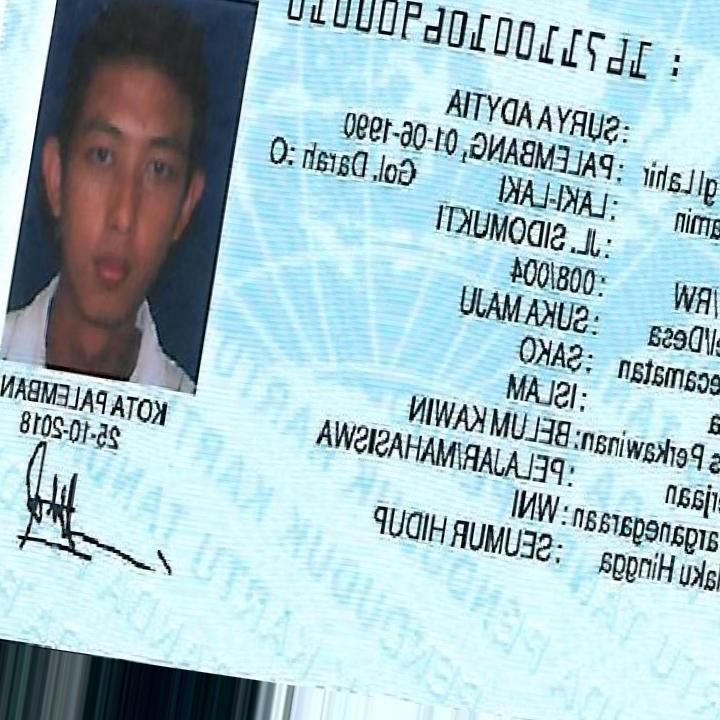 : 1671100106900010
: SURYA ADYTIA
gl Lahir : PALEMBANG, 01-06-1990
amin : LAKI-LAKI Gol. Darah : O
: JL. SIDOMUKTI
/RW : 008/004
el/Desa : SUKA MAJU
ecamatan : SAKO
a : ISLAM
s Perkawinan: BELUM KAWIN
erjaan : PELAJAR/MAHASISWA
arganegaraan : WNI
laku Hingga : SEUMUR HIDUP
KOTA PALEMBAN
25-10-2018